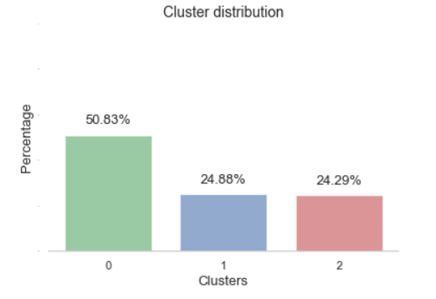 Cluster distribution
Percentage
50.83%
24.88%
24.29%
0
1
2
Clusters